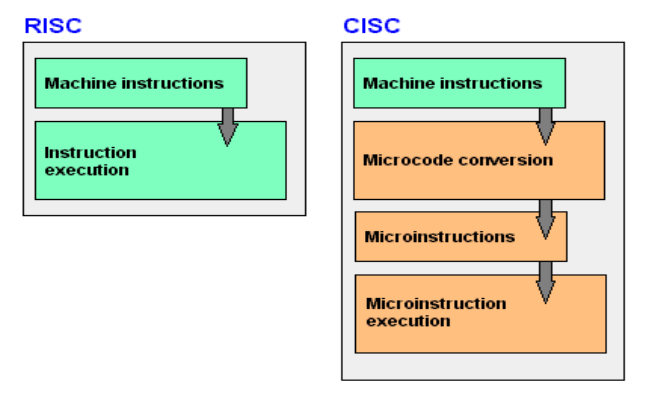 RISC
Machine instructions
Instruction
execution
CISC
Machine instructions
Microcode conversion
Microinstructions
Microinstruction
execution